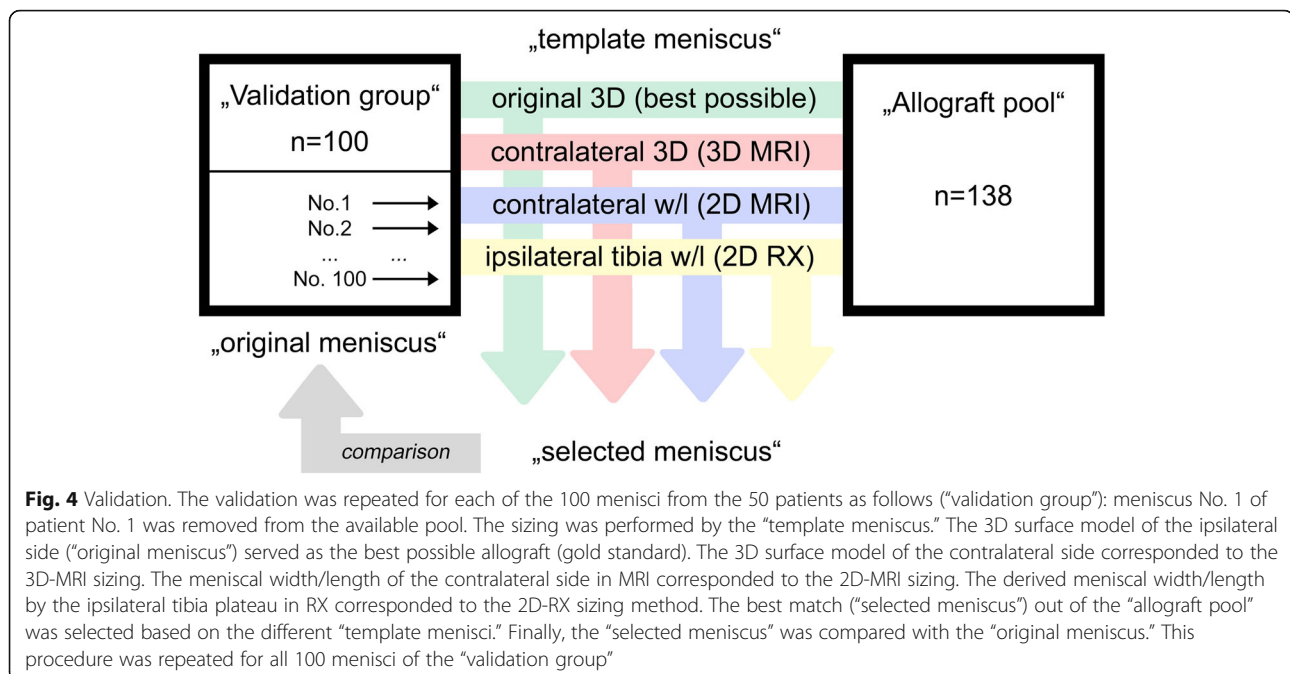 „template meniscus“
„Validation group“
n=100
No.1
No.2
... ...
No. 100
original 3D (best possible)
contralateral 3D (3D MRI)
contralateral w/l (2D MRI)
ipsilateral tibia w/l (2D RX)
„Allograft pool“
n=138
„original meniscus“
comparison
„selected meniscus“
Fig. 4 Validation. The validation was repeated for each of the 100 menisci from the 50 patients as follows (“validation group”): meniscus No. 1 of
patient No. 1 was removed from the available pool. The sizing was performed by the “template meniscus.” The 3D surface model of the ipsilateral
side (“original meniscus”) served as the best possible allograft (gold standard). The 3D surface model of the contralateral side corresponded to the
3D-MRI sizing. The meniscal width/length of the contralateral side in MRI corresponded to the 2D-MRI sizing. The derived meniscal width/length
by the ipsilateral tibia plateau in RX corresponded to the 2D-RX sizing method. The best match (“selected meniscus”) out of the “allograft pool”
was selected based on the different “template menisci.” Finally, the “selected meniscus” was compared with the “original meniscus.” This
procedure was repeated for all 100 menisci of the “validation group”